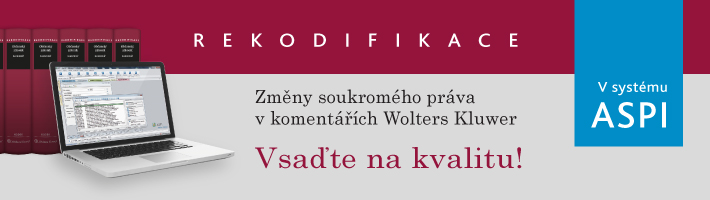 REKODIFIKACE
Změny soukromého práva
v komentářích Wolters Kluwer
Vsaďte na kvalitu!
V systému
ASPI